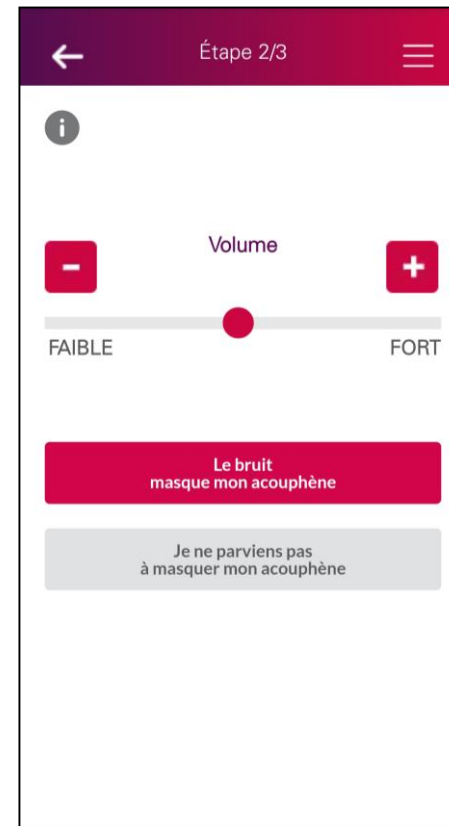 Étape 2/3
i
Volume
-
+
FAIBLE
FORT
Le bruit
masque mon acouphène
Je ne parviens pas
à masquer mon acouphène